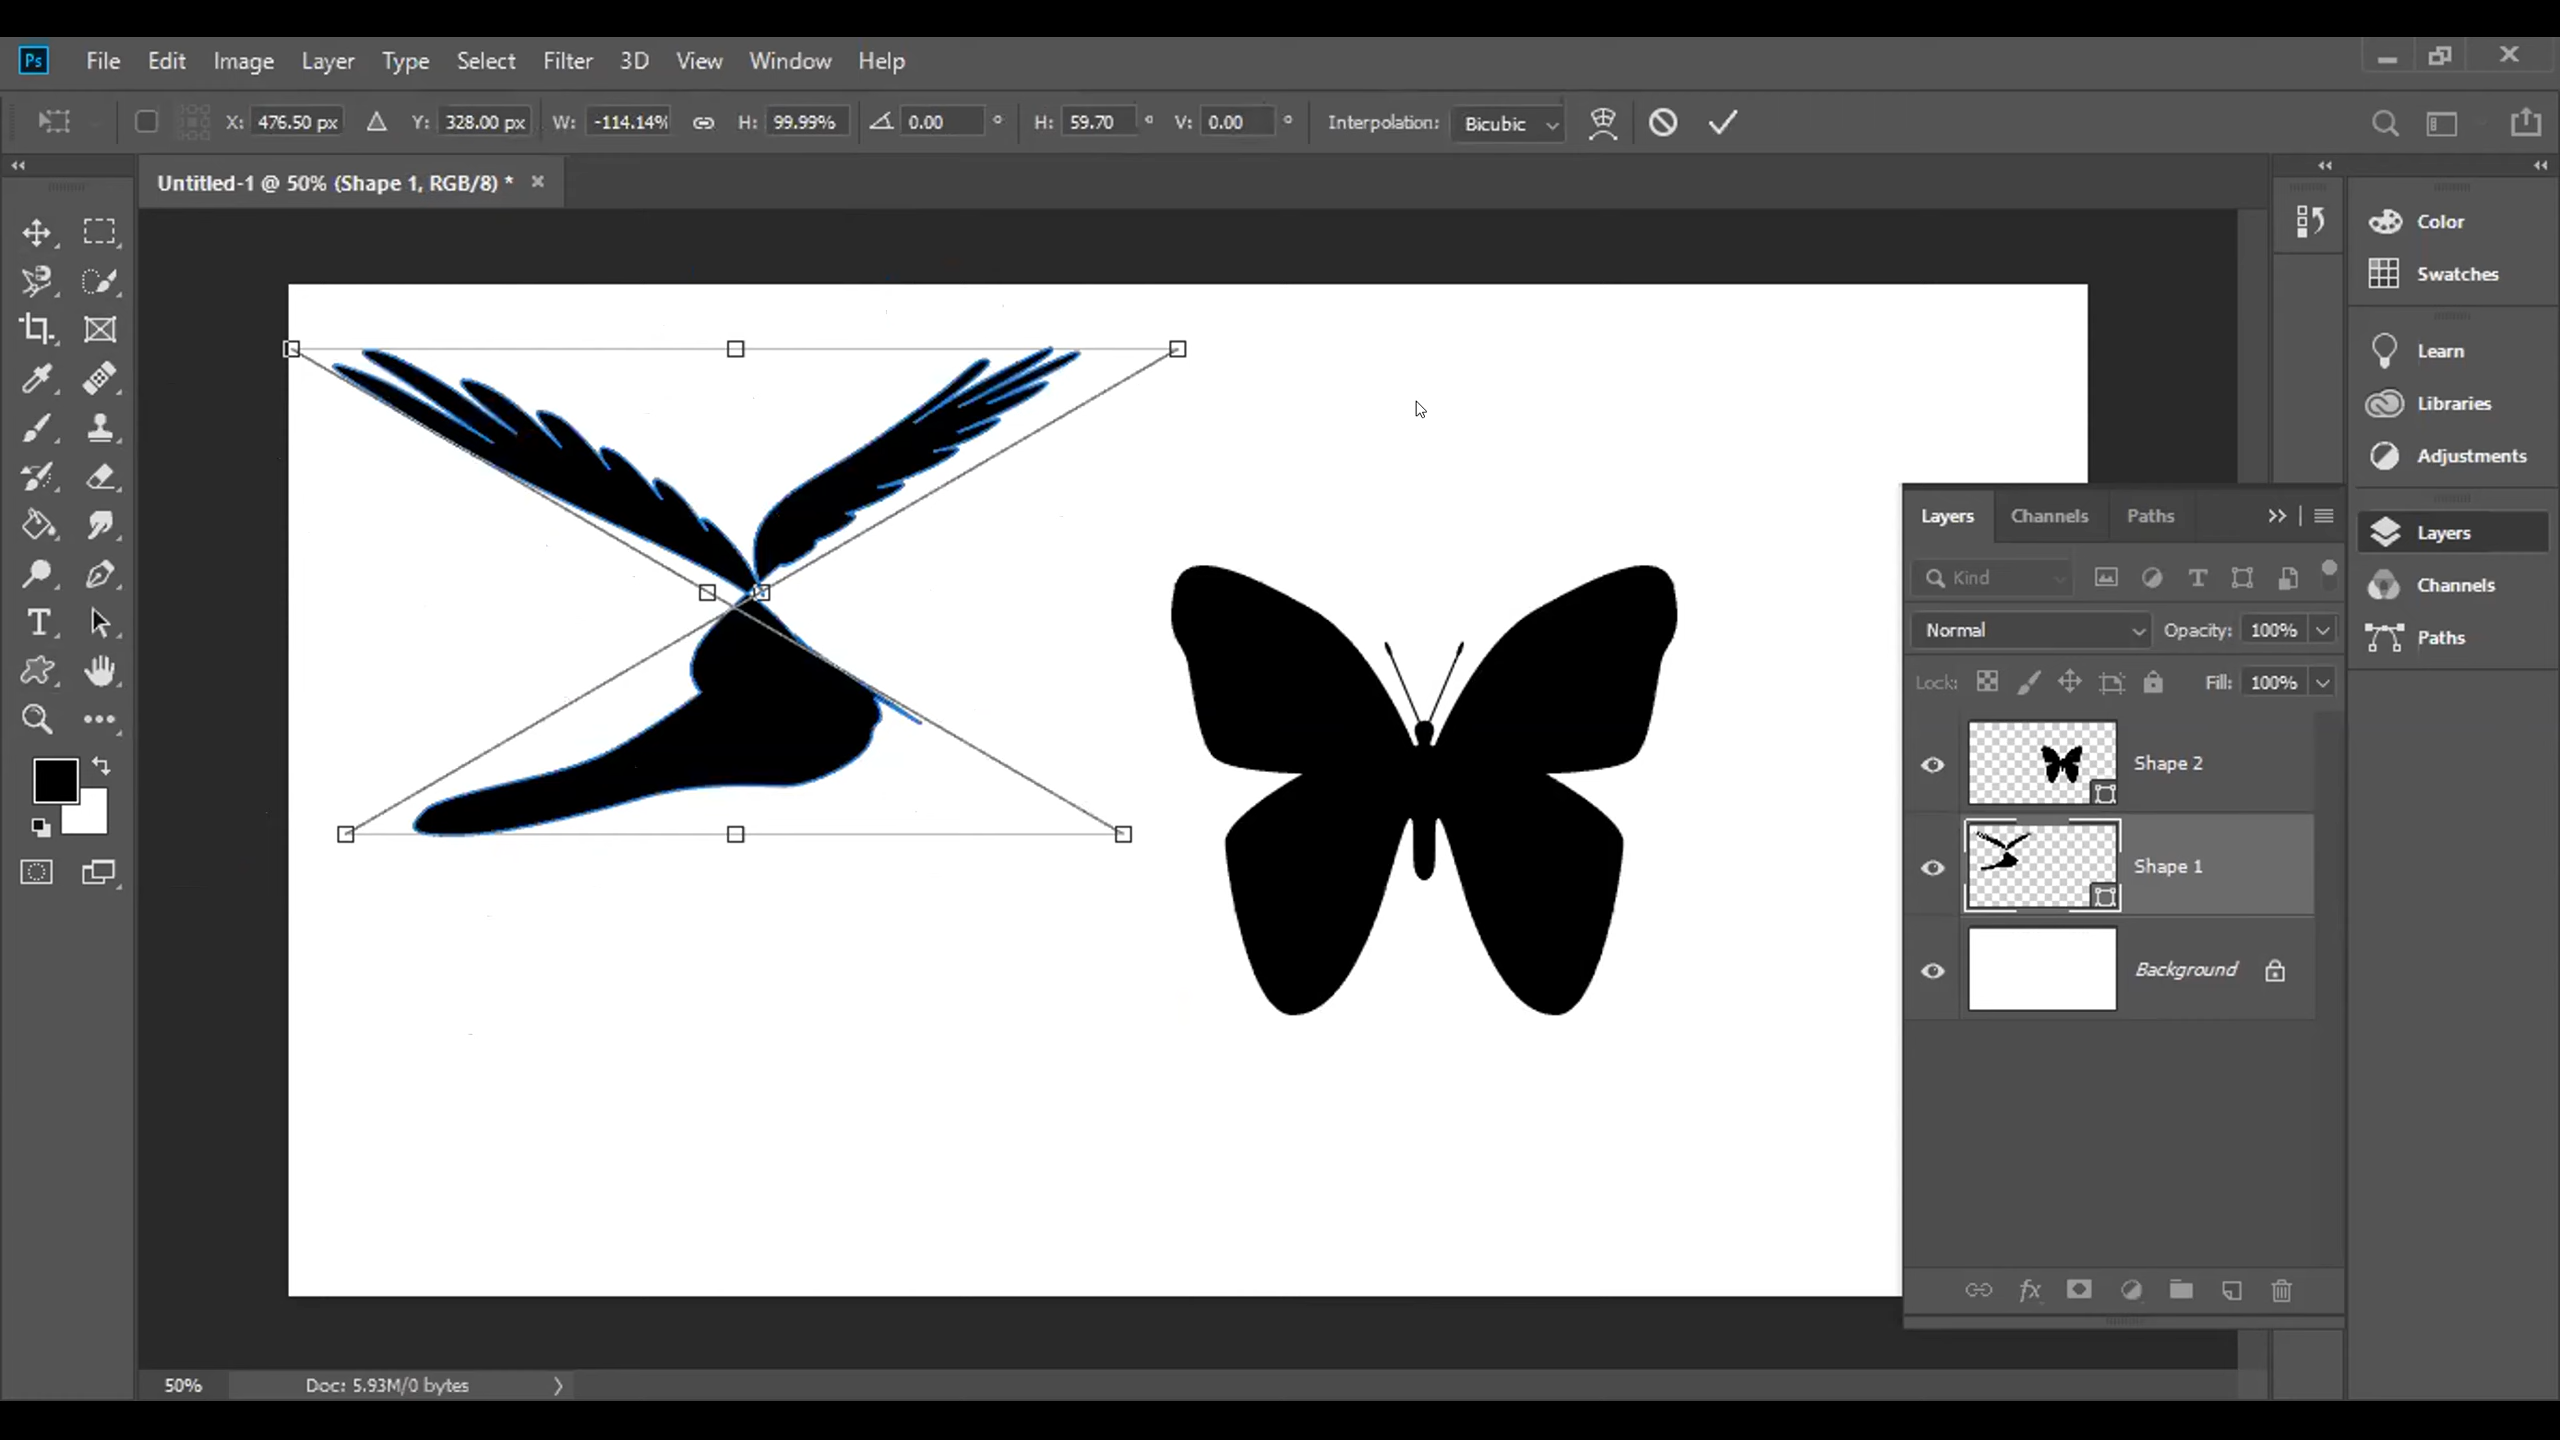 Ps File Edit Image Layer Type Select Filter 3D View Window Help
X: 476.50 px Y: 328.00 px W: -114.14% H: 99.99% 0.00 ° H: 59.70 ° V: 0.00 ° Interpolation: Bicubic
Untitled-1 @ 50% (Shape 1, RGB/8) *
Color
Swatches
Learn
Libraries
Adjustments
Layers
Channels
Paths
Layers Channels Paths
Kind
Normal Opacity: 100%
Lock: Fill: 100%
Shape 2
Shape 1
Background
fx
50% Doc: 5.93M/0 bytes